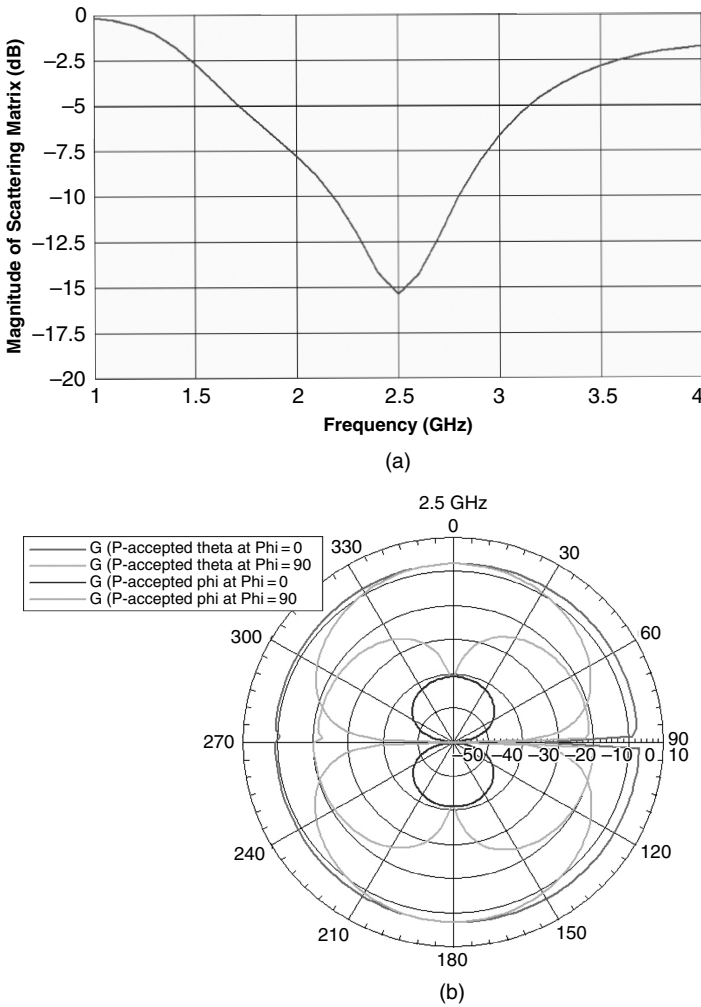 0
−2.5
−5
−7.5
−10
−12.5
−15
−17.5
−20
Magnitude of Scattering Matrix (dB)
1 1.5 2 2.5 3 3.5 4
Frequency (GHz)
(a)
2.5 GHz
G (P-accepted theta at Phi = 0
G (P-accepted theta at Phi = 90
G (P-accepted phi at Phi = 0
G (P-accepted phi at Phi = 90
0
330 30
300 60
270 90
−50 −40 −30 −20 −10 0 10
240 120
210 150
180
(b)